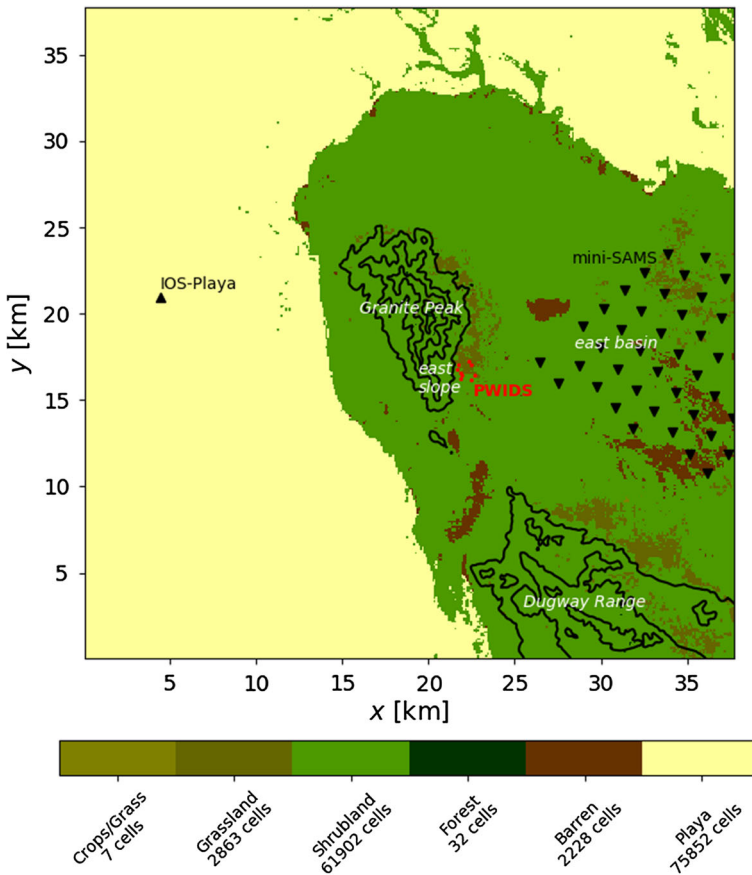 35
30
25
20
15
10
5
y [km]
mini-SAMS
IOS-Playa
Granite Peak
east basin
east
slope
PWIDS
Dugway Range
5
10
15
20
25
30
35
x [km]
Crops/Grass
7 cells
Grassland
2863 cells
Shrubland
61902 cells
Forest
32 cells
Barren
2228 cells
Playa
75852 cells